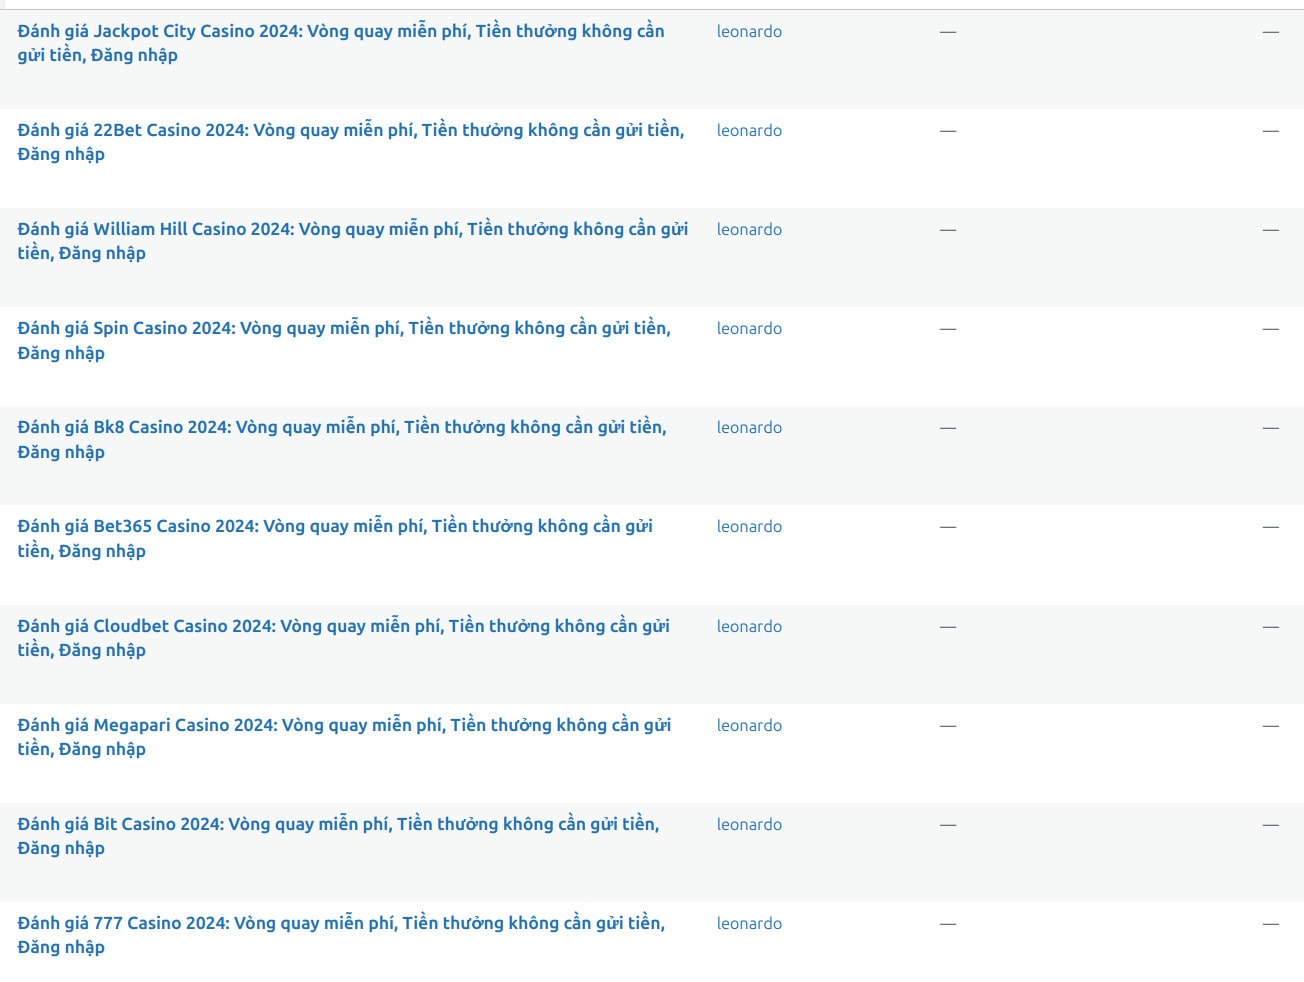 Đánh giá Jackpot City Casino 2024: Vòng quay miễn phí, Tiền thưởng không cần
gửi tiền, Đăng nhập
leonardo
—
—
Đánh giá 22Bet Casino 2024: Vòng quay miễn phí, Tiền thưởng không cần gửi tiền,
Đăng nhập
leonardo
—
—
Đánh giá William Hill Casino 2024: Vòng quay miễn phí, Tiền thưởng không cần gửi
tiền, Đăng nhập
leonardo
—
—
Đánh giá Spin Casino 2024: Vòng quay miễn phí, Tiền thưởng không cần gửi tiền,
Đăng nhập
leonardo
—
—
Đánh giá Bk8 Casino 2024: Vòng quay miễn phí, Tiền thưởng không cần gửi tiền,
Đăng nhập
leonardo
—
—
Đánh giá Bet365 Casino 2024: Vòng quay miễn phí, Tiền thưởng không cần gửi
tiền, Đăng nhập
leonardo
—
—
Đánh giá Cloudbet Casino 2024: Vòng quay miễn phí, Tiền thưởng không cần gửi
tiền, Đăng nhập
leonardo
—
—
Đánh giá Megapari Casino 2024: Vòng quay miễn phí, Tiền thưởng không cần gửi
tiền, Đăng nhập
leonardo
—
—
Đánh giá Bit Casino 2024: Vòng quay miễn phí, Tiền thưởng không cần gửi tiền,
Đăng nhập
leonardo
—
—
Đánh giá 777 Casino 2024: Vòng quay miễn phí, Tiền thưởng không cần gửi tiền,
Đăng nhập
leonardo
—
—